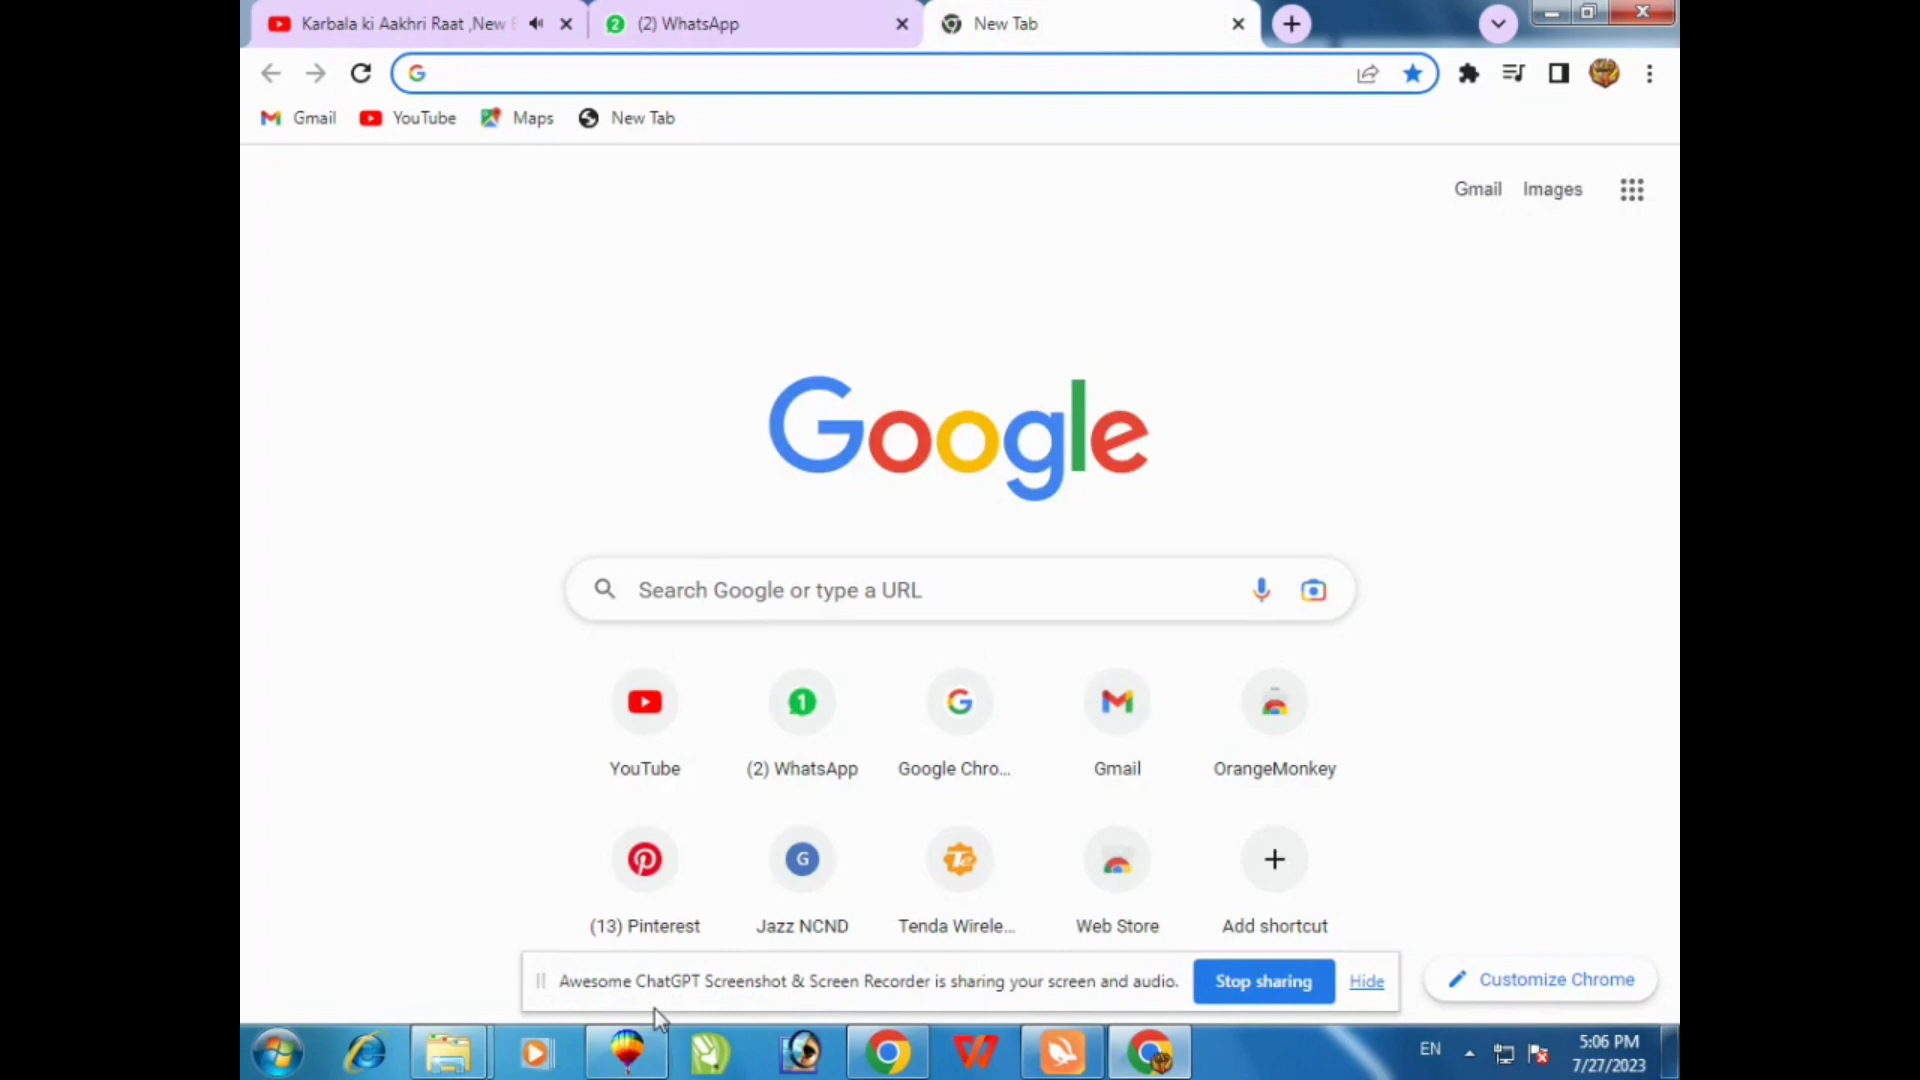 Karbala ki Aakhri Raat ,New
(2) WhatsApp
New Tab
Gmail
YouTube
Maps
New Tab
Gmail
Images
Google
Search Google or type a URL
YouTube
(2) WhatsApp
Google Chro...
Gmail
OrangeMonkey
(13) Pinterest
Jazz NCND
Tenda Wirele...
Web Store
Add shortcut
Awesome ChatGPT Screenshot & Screen Recorder is sharing your screen and audio.
Stop sharing
Hide
Customize Chrome
EN
5:06 PM
7/27/2023